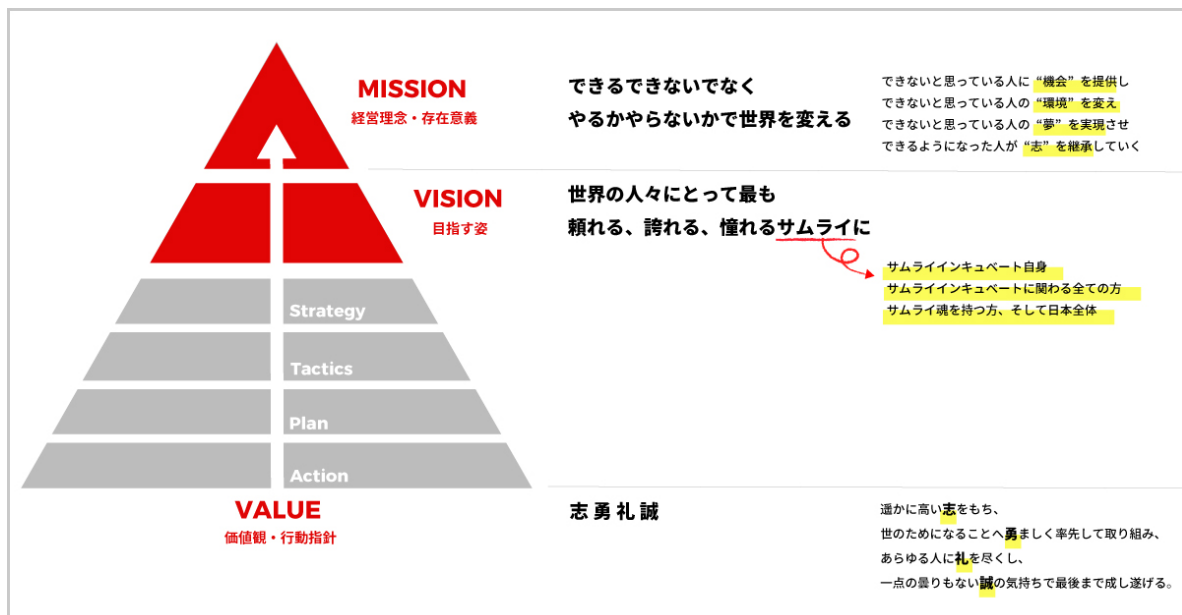 MISSION
経営理念・存在意義
できるできないでなく
やるかやらないかで世界を変える
できないと思っている人に “機会” を提供し
できないと思っている人の “環境” を変え
できないと思っている人の “夢” を実現させ
できるようになった人が “志” を継承していく
VISION
目指す姿
世界の人々にとって最も
頼れる、誇れる、憧れるサムライに
サムライインキュベート自身
サムライインキュベートに関わる全ての方
サムライ魂を持つ方、そして日本全体
Strategy
Tactics
Plan
Action
VALUE
価値観・行動指針
志 勇 礼 誠
遥かに高い志をもち、
世のためになることへ勇ましく率先して取り組み、
あらゆる人に礼を尽くし、
一点の曇りもない誠の気持ちで最後まで成し遂げる。